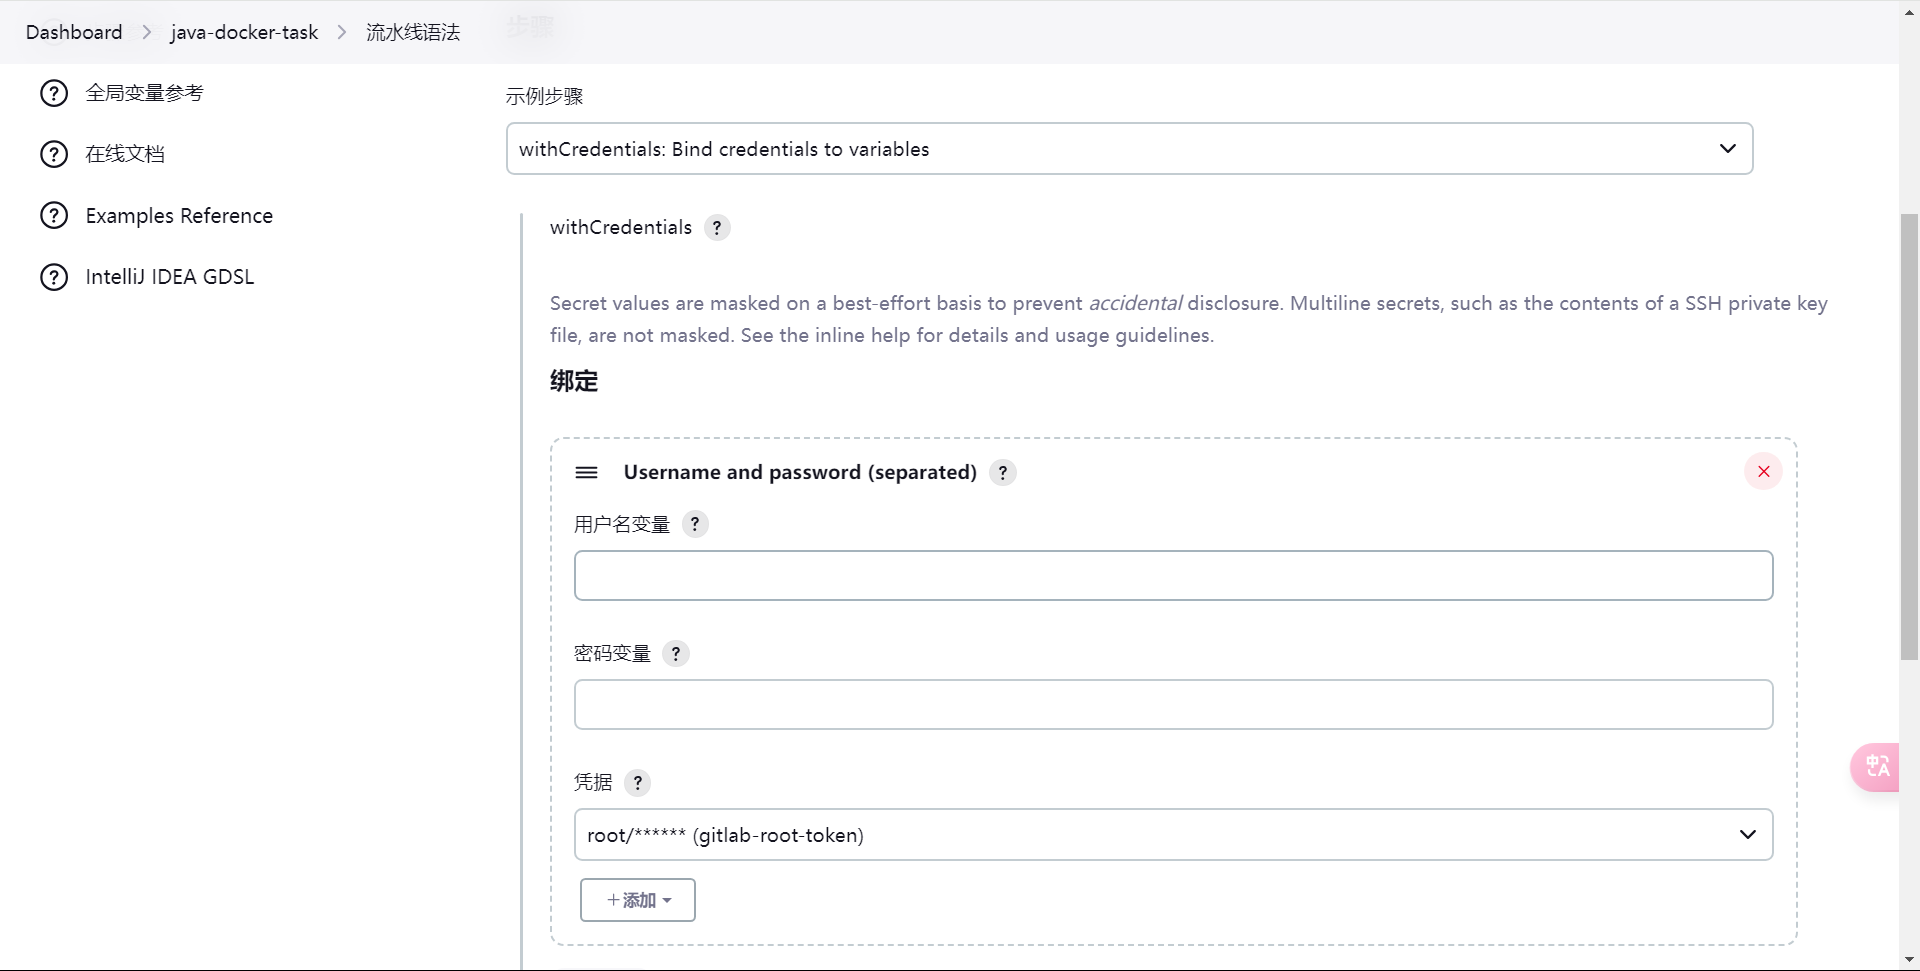 Dashboard > java-docker-task > 流水线语法
步骤
? 全局变量参考
? 在线文档
? Examples Reference
? IntelliJ IDEA GDSL
示例步骤
withCredentials: Bind credentials to variables
withCredentials ?
Secret values are masked on a best-effort basis to prevent accidental disclosure. Multiline secrets, such as the contents of a SSH private key
file, are not masked. See the inline help for details and usage guidelines.
绑定
Username and password (separated) ?
用户名变量 ?
密码变量 ?
凭据 ?
root/****** (gitlab-root-token)
+添加
中A